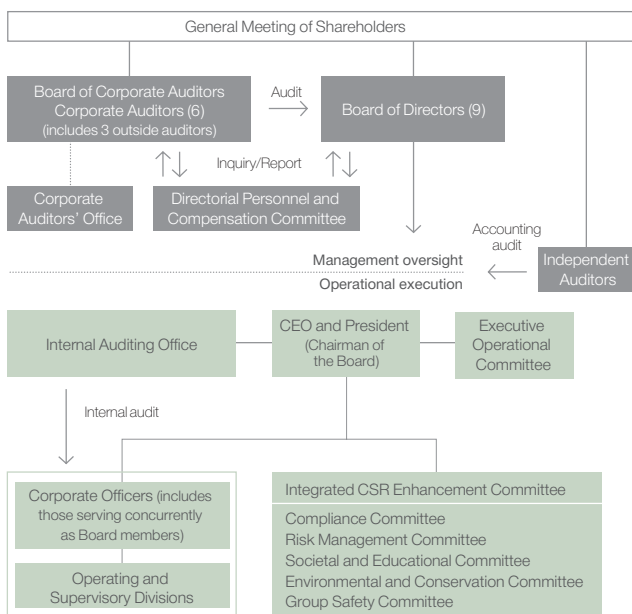 General Meeting of Shareholders
Board of Corporate Auditors
Corporate Auditors (6)
(includes 3 outside auditors)
Audit
Board of Directors (9)
Inquiry/Report
Corporate
Auditors' Office
Directorial Personnel and
Compensation Committee
Accounting
audit
Independent
Auditors
Management oversight
Operational execution
Internal Auditing Office
CEO and President
(Chairman of
the Board)
Executive
Operational
Committee
Internal audit
Corporate Officers (includes
those serving concurrently
as Board members)
Operating and
Supervisory Divisions
Integrated CSR Enhancement Committee
Compliance Committee
Risk Management Committee
Societal and Educational Committee
Environmental and Conservation Committee
Group Safety Committee